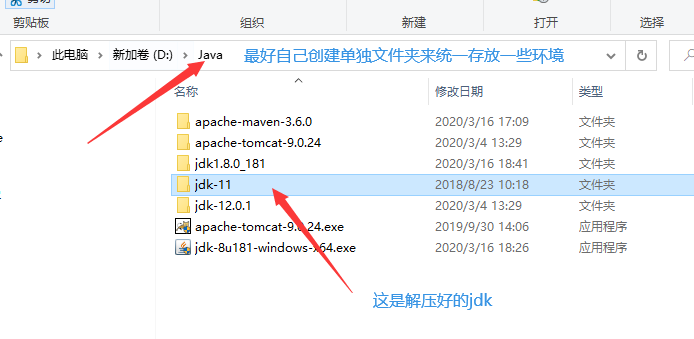 剪贴板
组织
新建
打开
选择
此电脑 > 新加卷 (D:) > Java 最好自己创建单独文件夹来统一存放一些环境
名称 修改日期 类型
apache-maven-3.6.0 2020/3/16 17:09 文件夹
apache-tomcat-9.0.24 2020/3/4 13:29 文件夹
jdk1.8.0_181 2020/3/16 18:41 文件夹
jdk-11 2018/8/23 10:18 文件夹
jdk-12.0.1 2020/3/4 13:29 文件夹
apache-tomcat-9.0.24.exe 2019/9/30 14:06 应用程序
jdk-8u181-windows-x64.exe 2020/3/16 18:26 应用程序
这是解压好的jdk